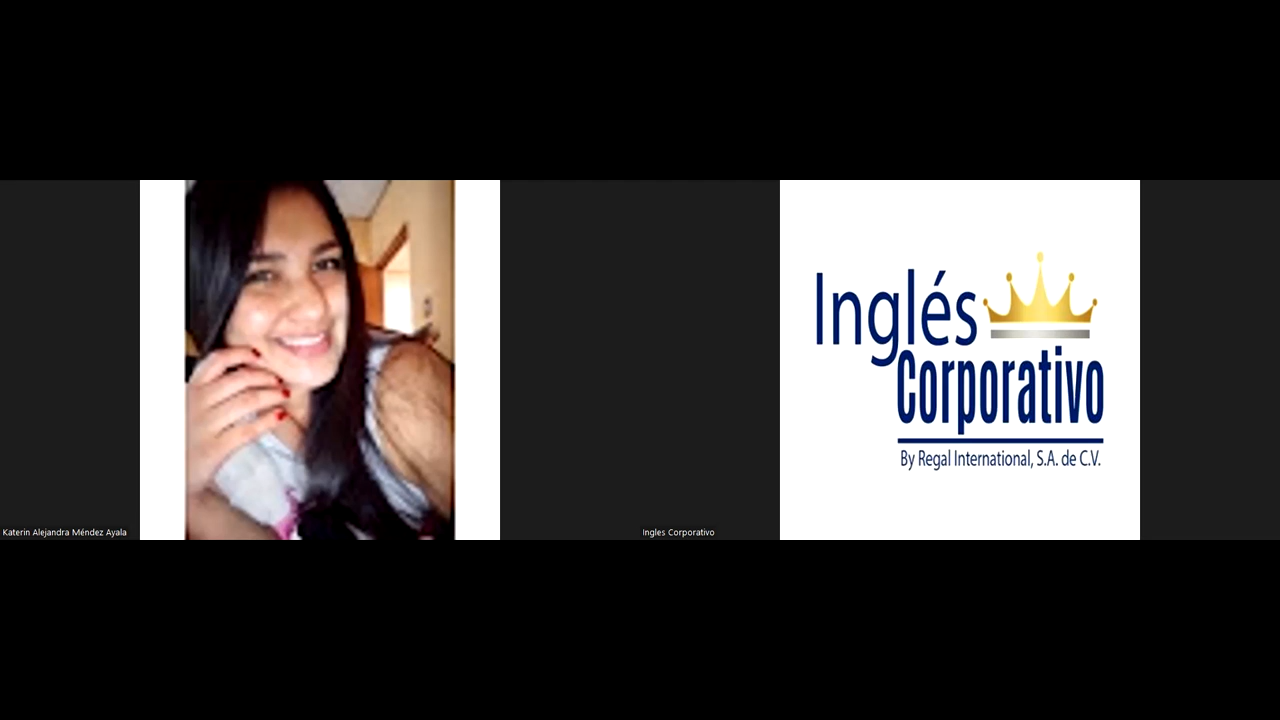 Inglés
Corporativo
By Regal International, S.A. de C.V.
Katerin Alejandra Méndez Ayala
Ingles Corporativo